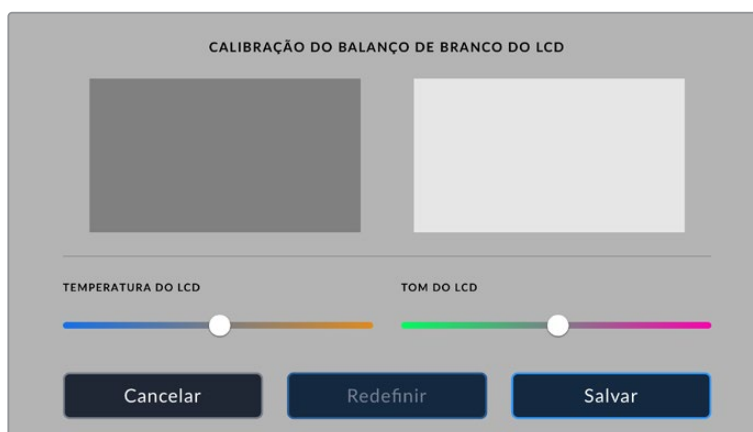 CALIBRAÇÃO DO BALANÇO DE BRANCO DO LCD
TEMPERATURA DO LCD
TOM DO LCD
Cancelar
Redefinir
Salvar